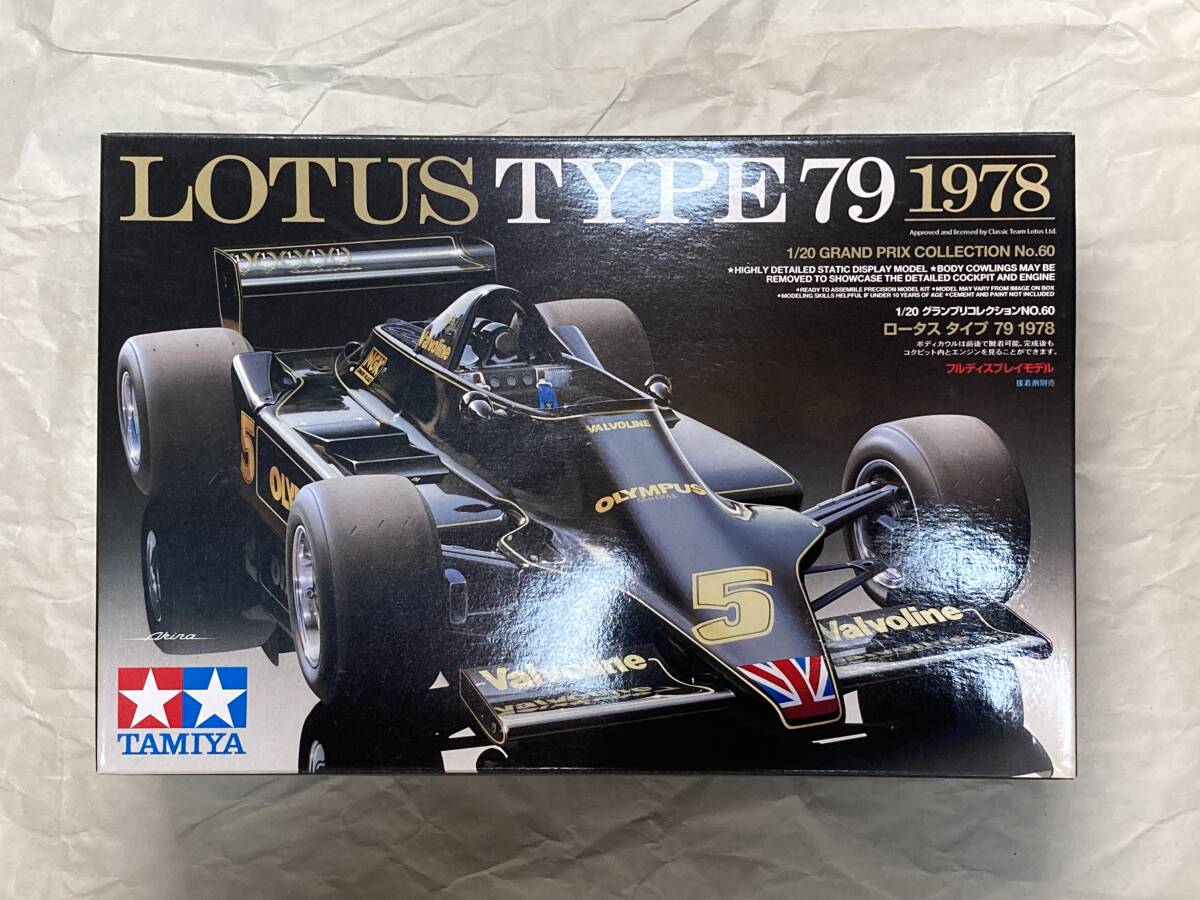 LOTUS TYPE 79 1978
Approved and licensed by Classic Team Lotus Ltd.
1/20 GRAND PRIX COLLECTION No.60
★HIGHLY DETAILED STATIC DISPLAY MODEL ★BODY COWLINGS MAY BE
REMOVED TO SHOWCASE THE DETAILED COCKPIT AND ENGINE
★READY TO ASSEMBLE PRECISION MODEL KIT ★MODEL MAY VARY FROM IMAGE ON BOX
★MODELING SKILLS HELPFUL IF UNDER 10 YEARS OF AGE ★CEMENT AND PAINT NOT INCLUDED
1/20 グランプリコレクションNO.60
ロータス タイプ 79 1978
ボディカウルは前後で脱着可能。完成後も
コクピット内とエンジンを見ることができます。
フルディスプレイモデル
接着剤別売
Valvoline
NGK
VALVOLINE
5
OLY
OLYMPUS
CAMERAS
5
Valvoline
Valvoline
Akira
TAMIYA